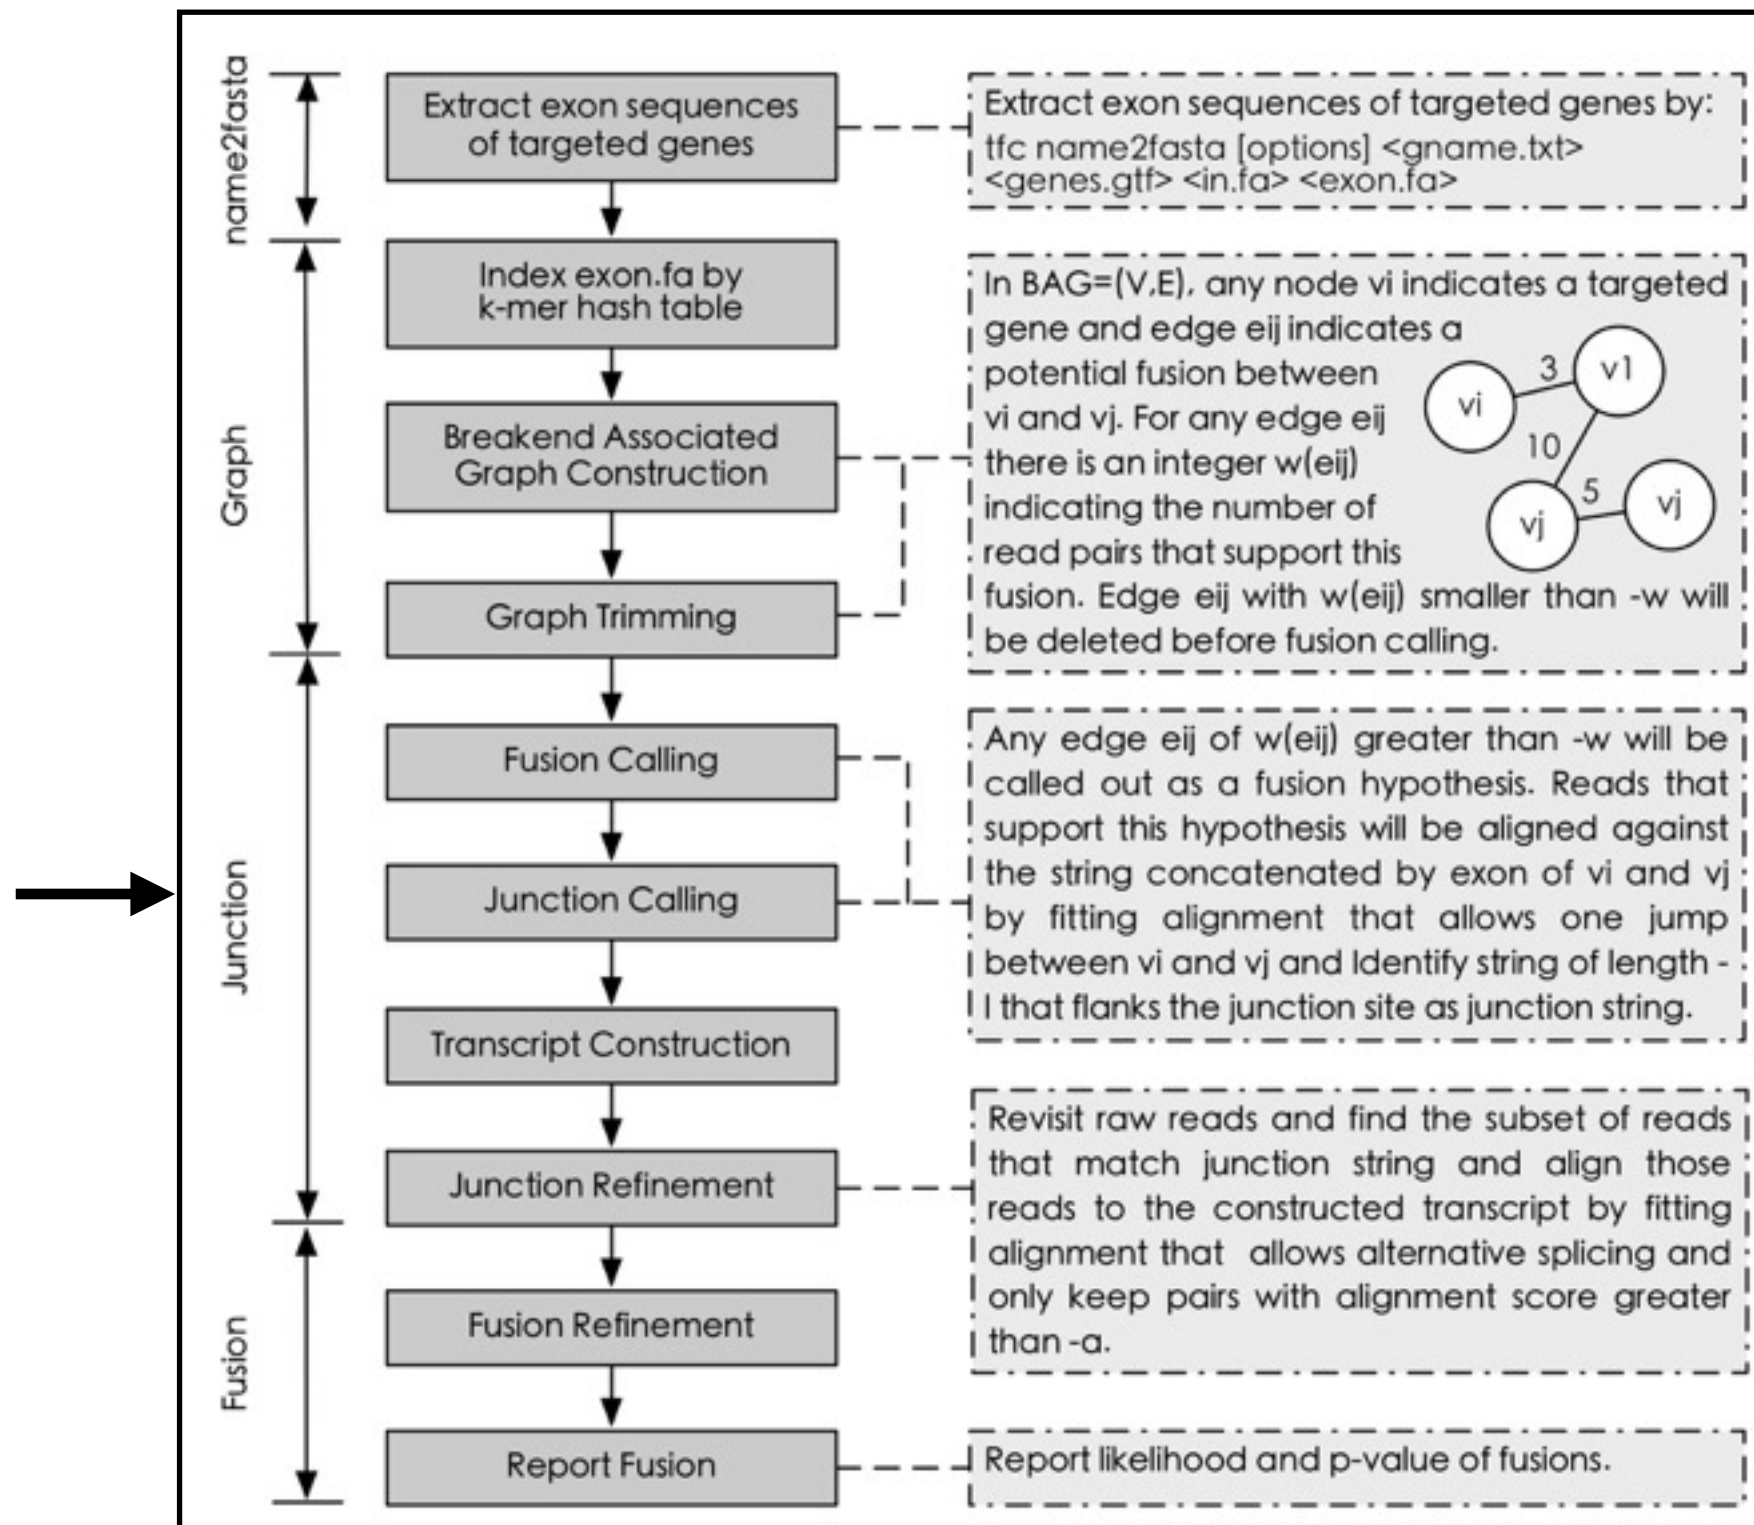 name2fasta
Extract exon sequences
of targeted genes
Extract exon sequences of targeted genes by:
tfc name2fasta [options] <gname.txt>
<genes.gtf> <in.fa> <exon.fa>
Graph
Index exon.fa by
k-mer hash table
Breakend Associated
Graph Construction
Graph Trimming
In BAG=(V,E), any node vi indicates a targeted
gene and edge eij indicates a
potential fusion between
vi and vj. For any edge eij
there is an integer w(eij)
indicating the number of
read pairs that support this
fusion. Edge eij with w(eij) smaller than -w will
be deleted before fusion calling.
vi
3
v1
10
vj
5
vj
Junction
Fusion Calling
Junction Calling
Transcript Construction
Junction Refinement
Any edge eij of w(eij) greater than -w will be
called out as a fusion hypothesis. Reads that
support this hypothesis will be aligned against
the string concatenated by exon of vi and vj
by fitting alignment that allows one jump
between vi and vj and Identify string of length -
l that flanks the junction site as junction string.
Revisit raw reads and find the subset of reads
that match junction string and align those
reads to the constructed transcript by fitting
alignment that allows alternative splicing and
only keep pairs with alignment score greater
than -a.
Fusion
Fusion Refinement
Report Fusion
Report likelihood and p-value of fusions.